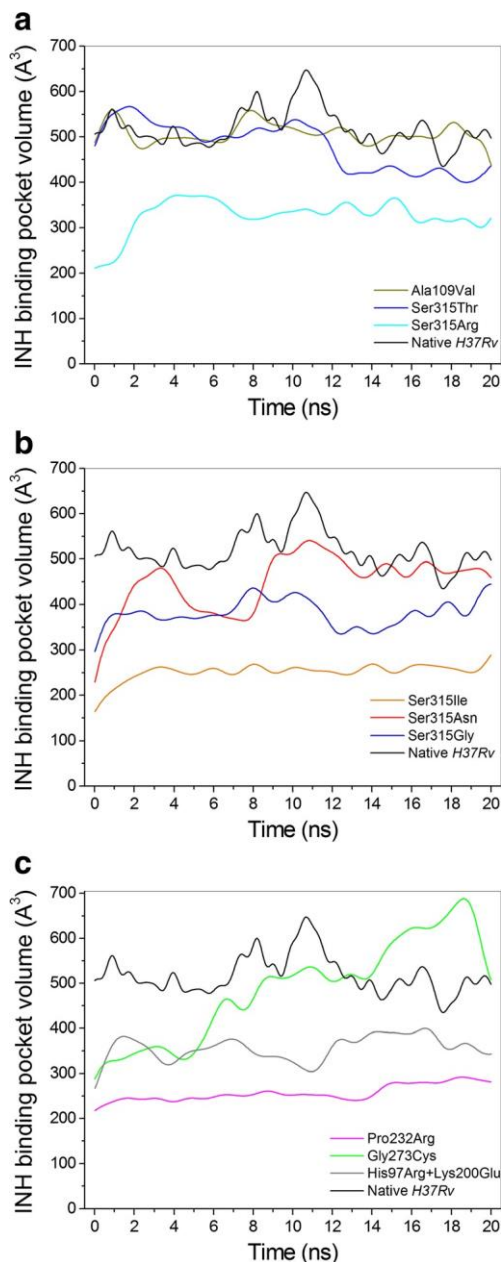 a
INH binding pocket volume (A³)
700
600
500
400
300
200
100
0
0 2 4 6 8 10 12 14 16 18 20
Time (ns)
Ala109Val
Ser315Thr
Ser315Arg
Native H37Rv
b
INH binding pocket volume (A³)
700
600
500
400
300
200
100
0
0 2 4 6 8 10 12 14 16 18 20
Time (ns)
Ser315Ile
Ser315Asn
Ser315Gly
Native H37Rv
c
INH binding pocket volume (A³)
700
600
500
400
300
200
100
0
0 2 4 6 8 10 12 14 16 18 20
Time (ns)
Pro232Arg
Gly273Cys
His97Arg+Lys200Glu
Native H37Rv